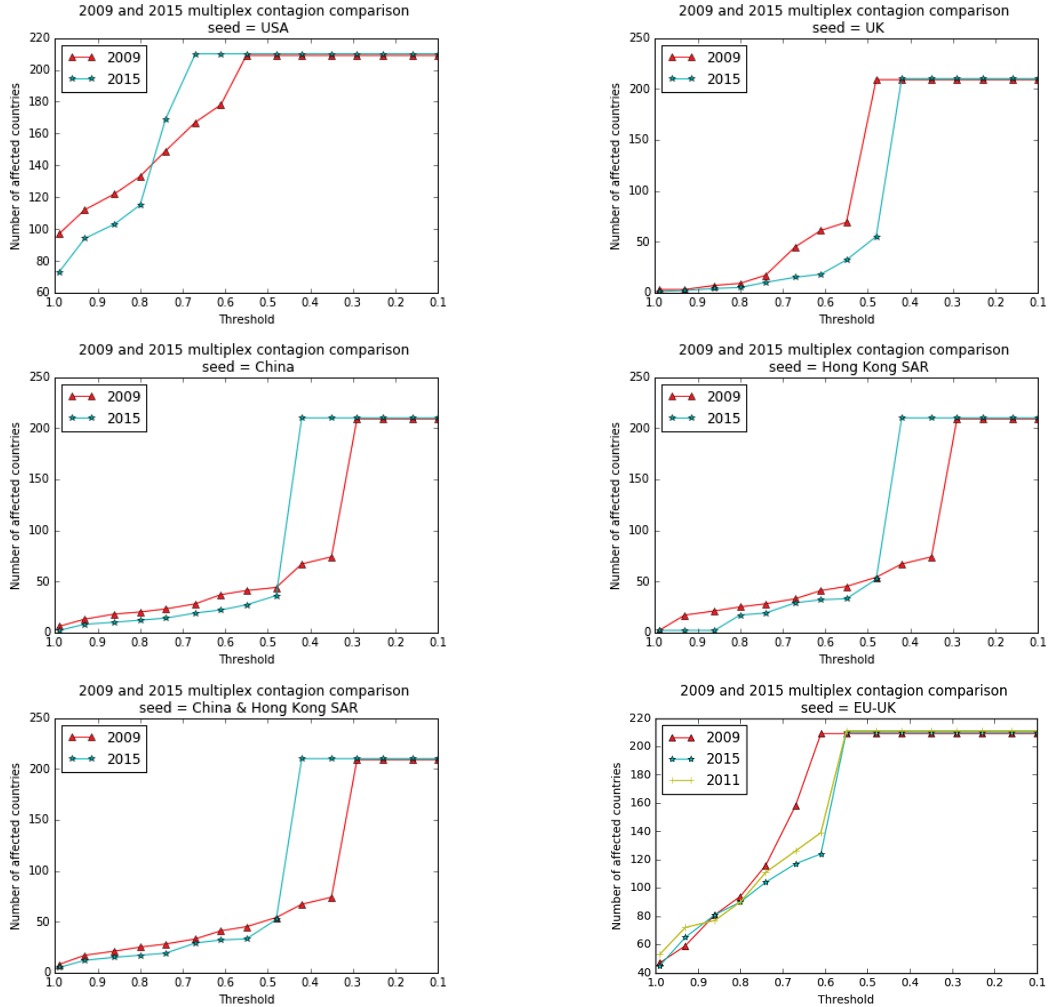 2009 and 2015 multiplex contagion comparison
seed = USA
220
200
180
160
140
120
100
80
60
Number of affected countries
2009
2015
1.0 0.9 0.8 0.7 0.6 0.5 0.4 0.3 0.2 0.1
Threshold
2009 and 2015 multiplex contagion comparison
seed = UK
250
200
150
100
50
0
Number of affected countries
2009
2015
1.0 0.9 0.8 0.7 0.6 0.5 0.4 0.3 0.2 0.1
Threshold
2009 and 2015 multiplex contagion comparison
seed = China
250
200
150
100
50
0
Number of affected countries
2009
2015
1.0 0.9 0.8 0.7 0.6 0.5 0.4 0.3 0.2 0.1
Threshold
2009 and 2015 multiplex contagion comparison
seed = Hong Kong SAR
250
200
150
100
50
0
Number of affected countries
2009
2015
1.0 0.9 0.8 0.7 0.6 0.5 0.4 0.3 0.2 0.1
Threshold
2009 and 2015 multiplex contagion comparison
seed = China & Hong Kong SAR
250
200
150
100
50
0
Number of affected countries
2009
2015
1.0 0.9 0.8 0.7 0.6 0.5 0.4 0.3 0.2 0.1
Threshold
2009 and 2015 multiplex contagion comparison
seed = EU-UK
220
200
180
160
140
120
100
80
60
40
Number of affected countries
2009
2015
2011
1.0 0.9 0.8 0.7 0.6 0.5 0.4 0.3 0.2 0.1
Threshold